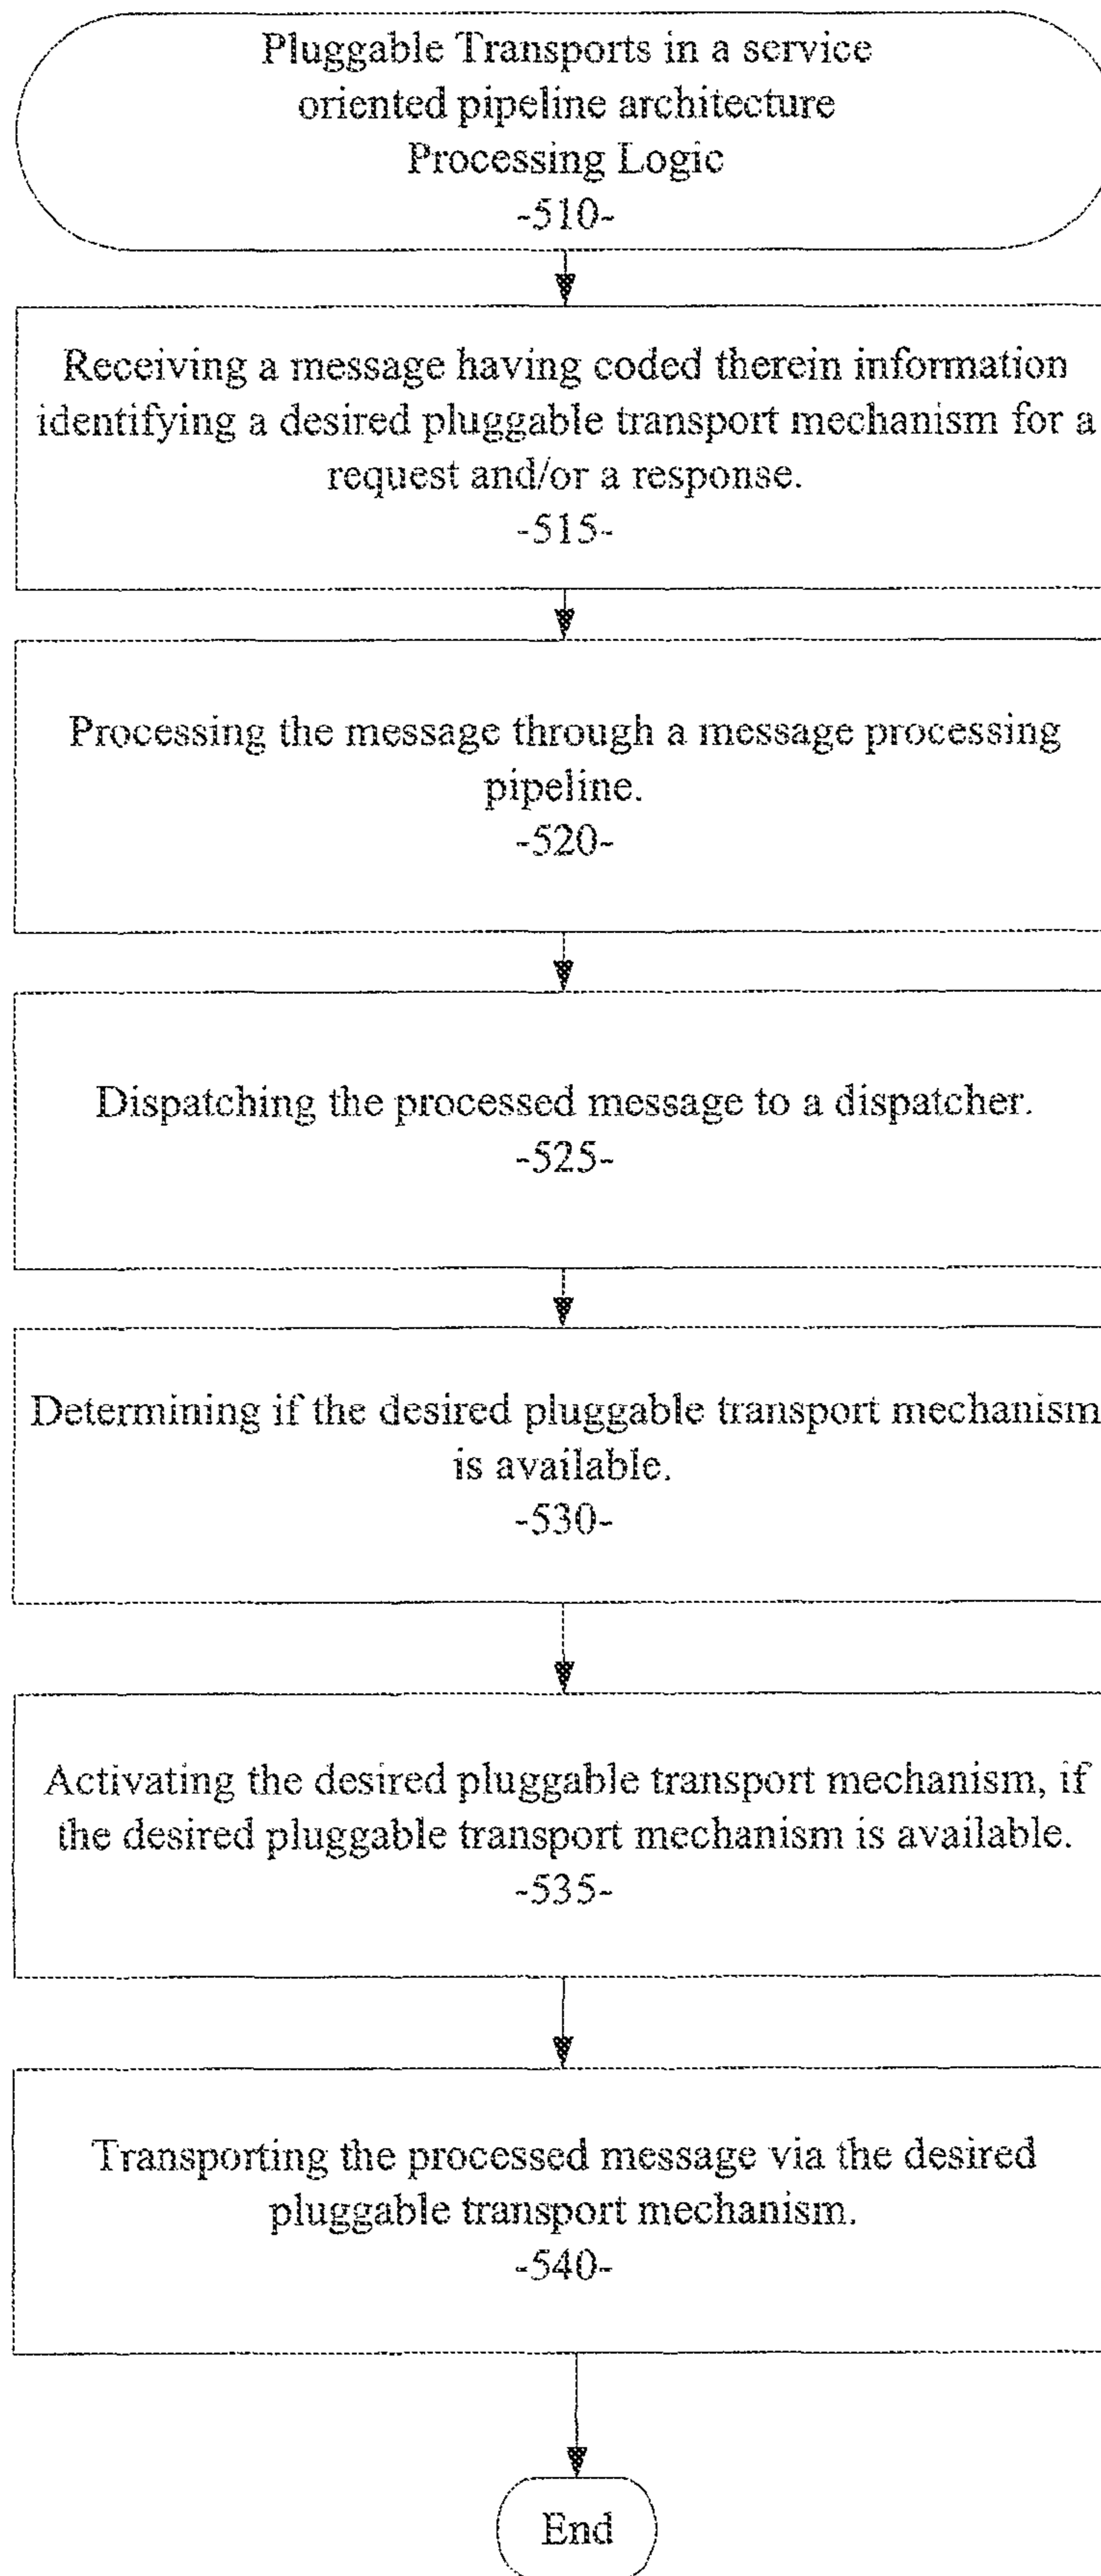 Pluggable Transports in a service
oriented pipeline architecture
Processing Logic
-510-
Receiving a message having coded therein information
identifying a desired pluggable transport mechanism for a
request and/or a response.
-515-
Processing the message through a message processing
pipeline.
-520-
Dispatching the processed message to a dispatcher.
-525-
Determining if the desired pluggable transport mechanism
is available.
-530-
Activating the desired pluggable transport mechanism, if
the desired pluggable transport mechanism is available.
-535-
Transporting the processed message via the desired
pluggable transport mechanism.
-540-
End